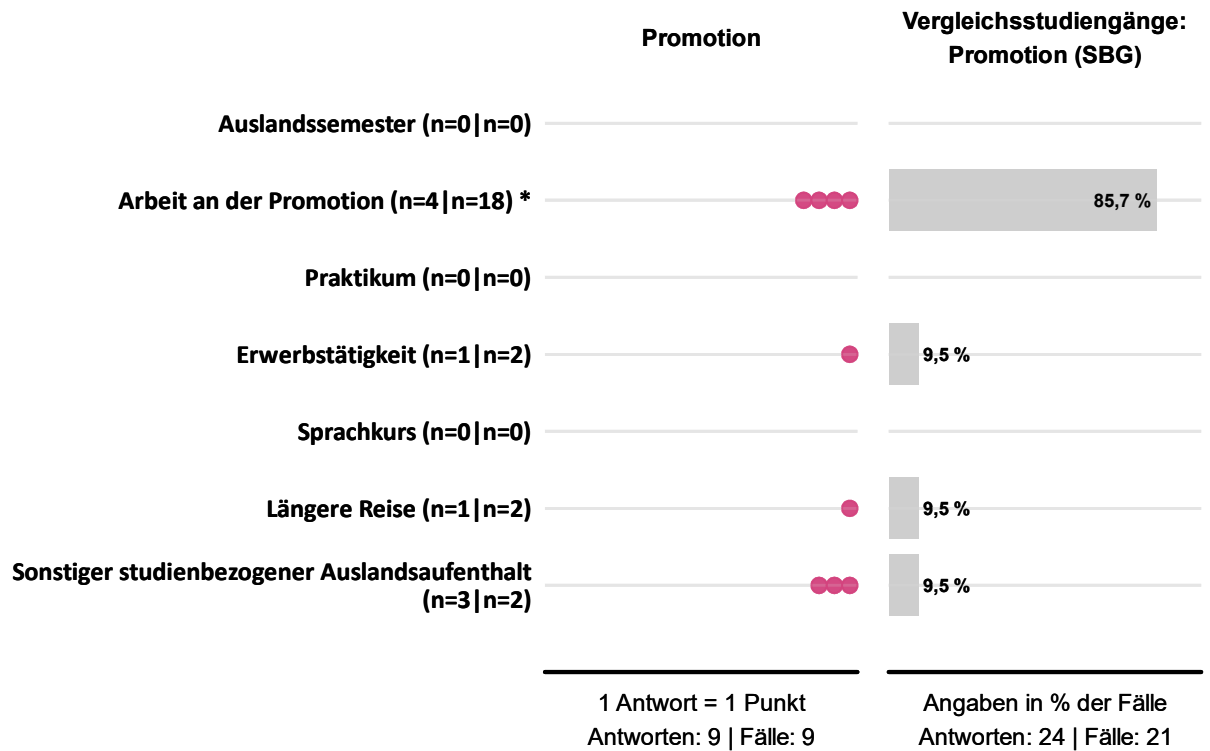 Promotion
Vergleichsstudiengänge:
Promotion (SBG)
Auslandssemester (n=0|n=0)
Arbeit an der Promotion (n=4|n=18) *
85,7 %
Praktikum (n=0|n=0)
Erwerbstätigkeit (n=1|n=2)
9,5 %
Sprachkurs (n=0|n=0)
Längere Reise (n=1|n=2)
9,5 %
Sonstiger studienbezogener Auslandsaufenthalt
(n=3|n=2)
9,5 %
1 Antwort = 1 Punkt
Antworten: 9 | Fälle: 9
Angaben in % der Fälle
Antworten: 24 | Fälle: 21